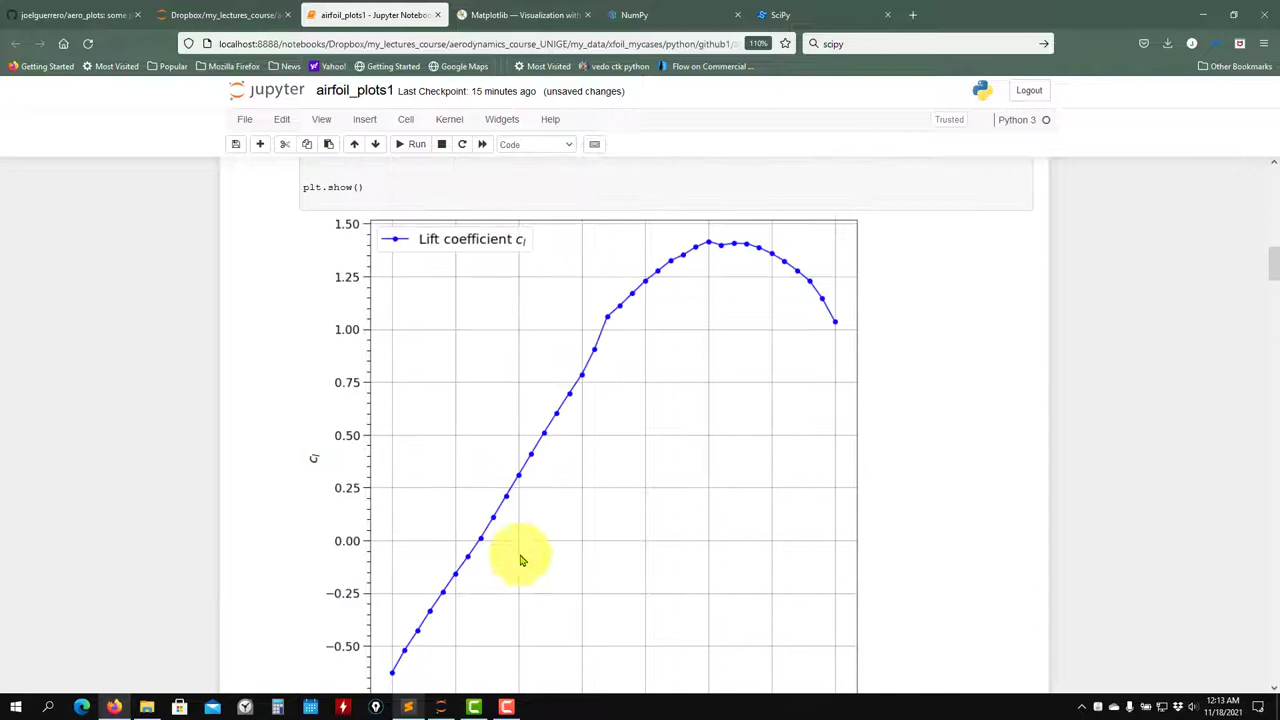 joelguerrero/aero_plots: some p
Dropbox/my_lectures_course/a
airfoil_plots1 - Jupyter Noteboo
Matplotlib — Visualization with
NumPy
SciPy
localhost:8888/notebooks/Dropbox/my_lectures_course/aerodynamics_course_UNIGE/my_data/xfoil_mycases/python/github1/a
110%
scipy
Getting Started
Most Visited
Popular
Mozilla Firefox
News
Yahoo!
Getting Started
Google Maps
Most Visited
vedo ctk python
Flow on Commercial ...
Other Bookmarks
jupyter airfoil_plots1 Last Checkpoint: 15 minutes ago (unsaved changes)
Logout
File Edit View Insert Cell Kernel Widgets Help
Trusted
Python 3
Run
Code
plt.show()
1.50
Lift coefficient cl
1.25
1.00
0.75
0.50
cl
0.25
0.00
−0.25
−0.50
12:13 AM
11/18/2021